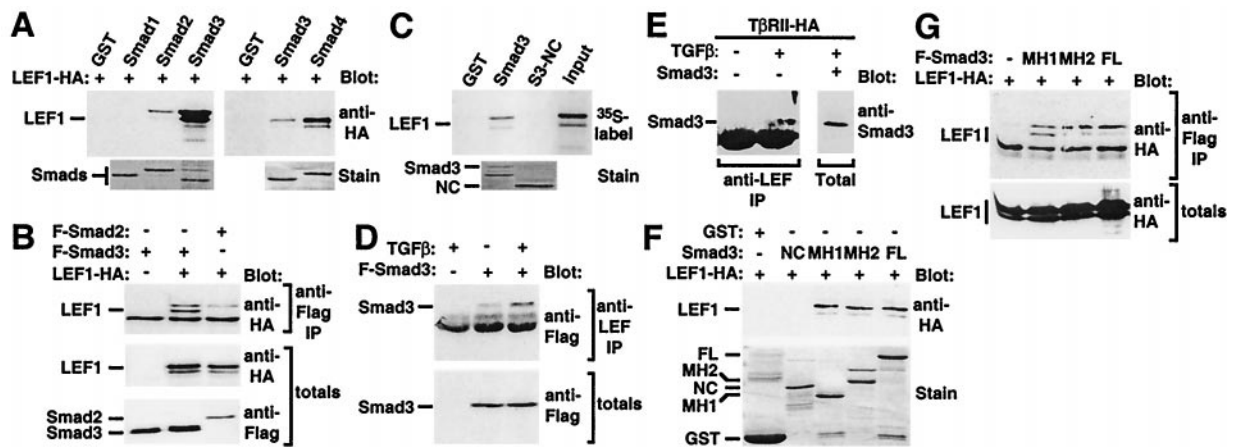 A
GST
Smad1
Smad2
Smad3
GST
Smad3
Smad4
LEF1-HA: + + + + + + + Blot:
LEF1
anti-
HA
Smads
Stain
B
F-Smad2: - - +
F-Smad3: + + -
LEF1-HA: - + + Blot:
LEF1
anti-
HA
anti-
Flag
IP
LEF1
anti-
HA
Smad2
Smad3
anti-
Flag
totals
C
GST
Smad3
S3-NC
Input
LEF1
35S-
label
Smad3
NC
Stain
D
TGFβ: + - +
F-Smad3: - + + Blot:
Smad3
anti-
Flag
anti-
LEF
IP
Smad3
anti-
Flag
totals
E
TβRII-HA
TGFβ: - + +
Smad3: - - + Blot:
Smad3
anti-
Smad3
anti-LEF
IP
Total
F
GST: + - - - -
Smad3: - NC MH1 MH2 FL
LEF1-HA: + + + + + Blot:
LEF1
anti-
HA
FL
MH2
NC
MH1
GST
Stain
G
F-Smad3: - MH1 MH2 FL
LEF1-HA: + + + + Blot:
LEF1
anti-
HA
anti-
Flag
IP
LEF1
anti-
HA
totals